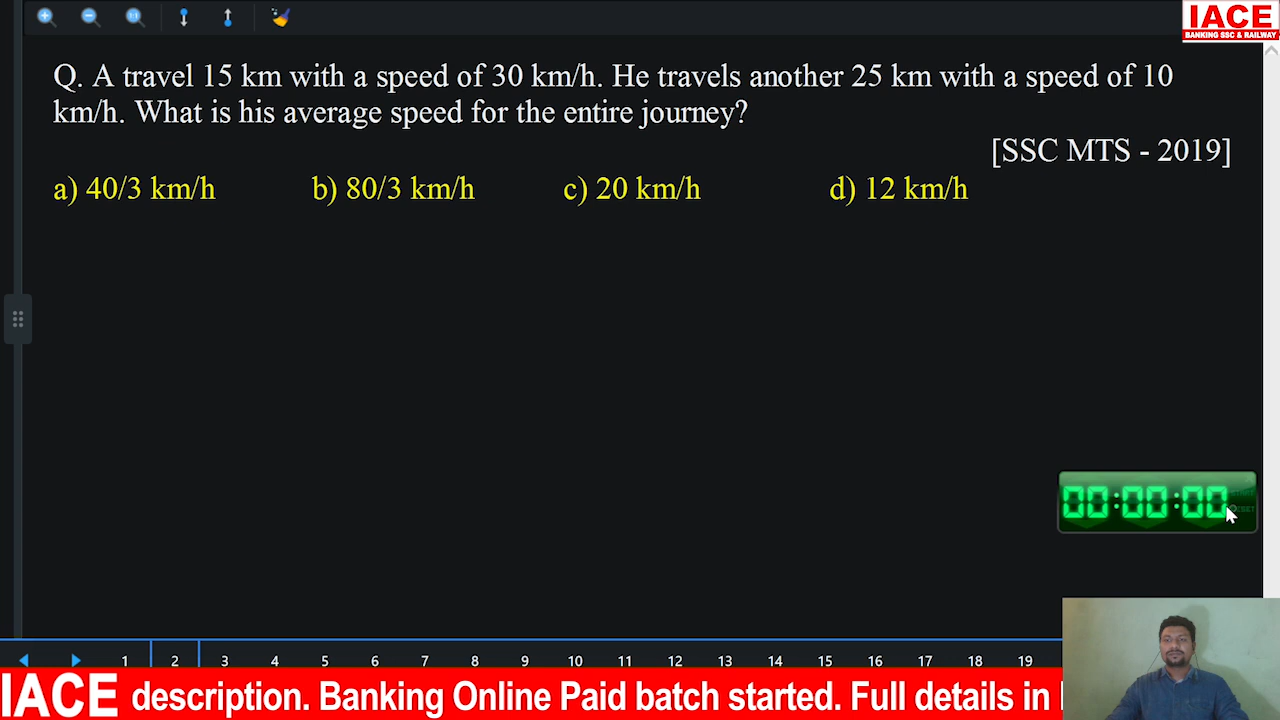 IACE
BANKING SSC & RAILWAY
Q. A travel 15 km with a speed of 30 km/h. He travels another 25 km with a speed of 10
km/h. What is his average speed for the entire journey?
[SSC MTS - 2019]
a) 40/3 km/h b) 80/3 km/h c) 20 km/h d) 12 km/h
00:00:00
1 2 3 4 5 6 7 8 9 10 11 12 13 14 15 16 17 18 19
IACE description. Banking Online Paid batch started. Full details in